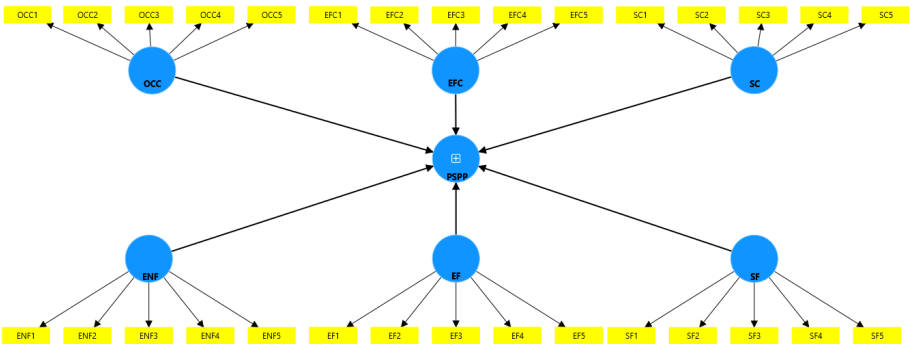 OCC1 OCC2 OCC3 OCC4 OCC5 EFC1 EFC2 EFC3 EFC4 EFC5 SC1 SC2 SC3 SC4 SC5
OCC EFC SC
PSPP
ENF EF SF
ENF1 ENF2 ENF3 ENF4 ENF5 EF1 EF2 EF3 EF4 EF5 SF1 SF2 SF3 SF4 SF5